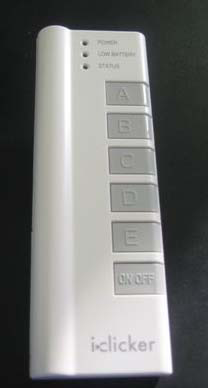 POWER
LOW BATTERY
STATUS
A
B
C
D
E
ON OFF
i>clicker